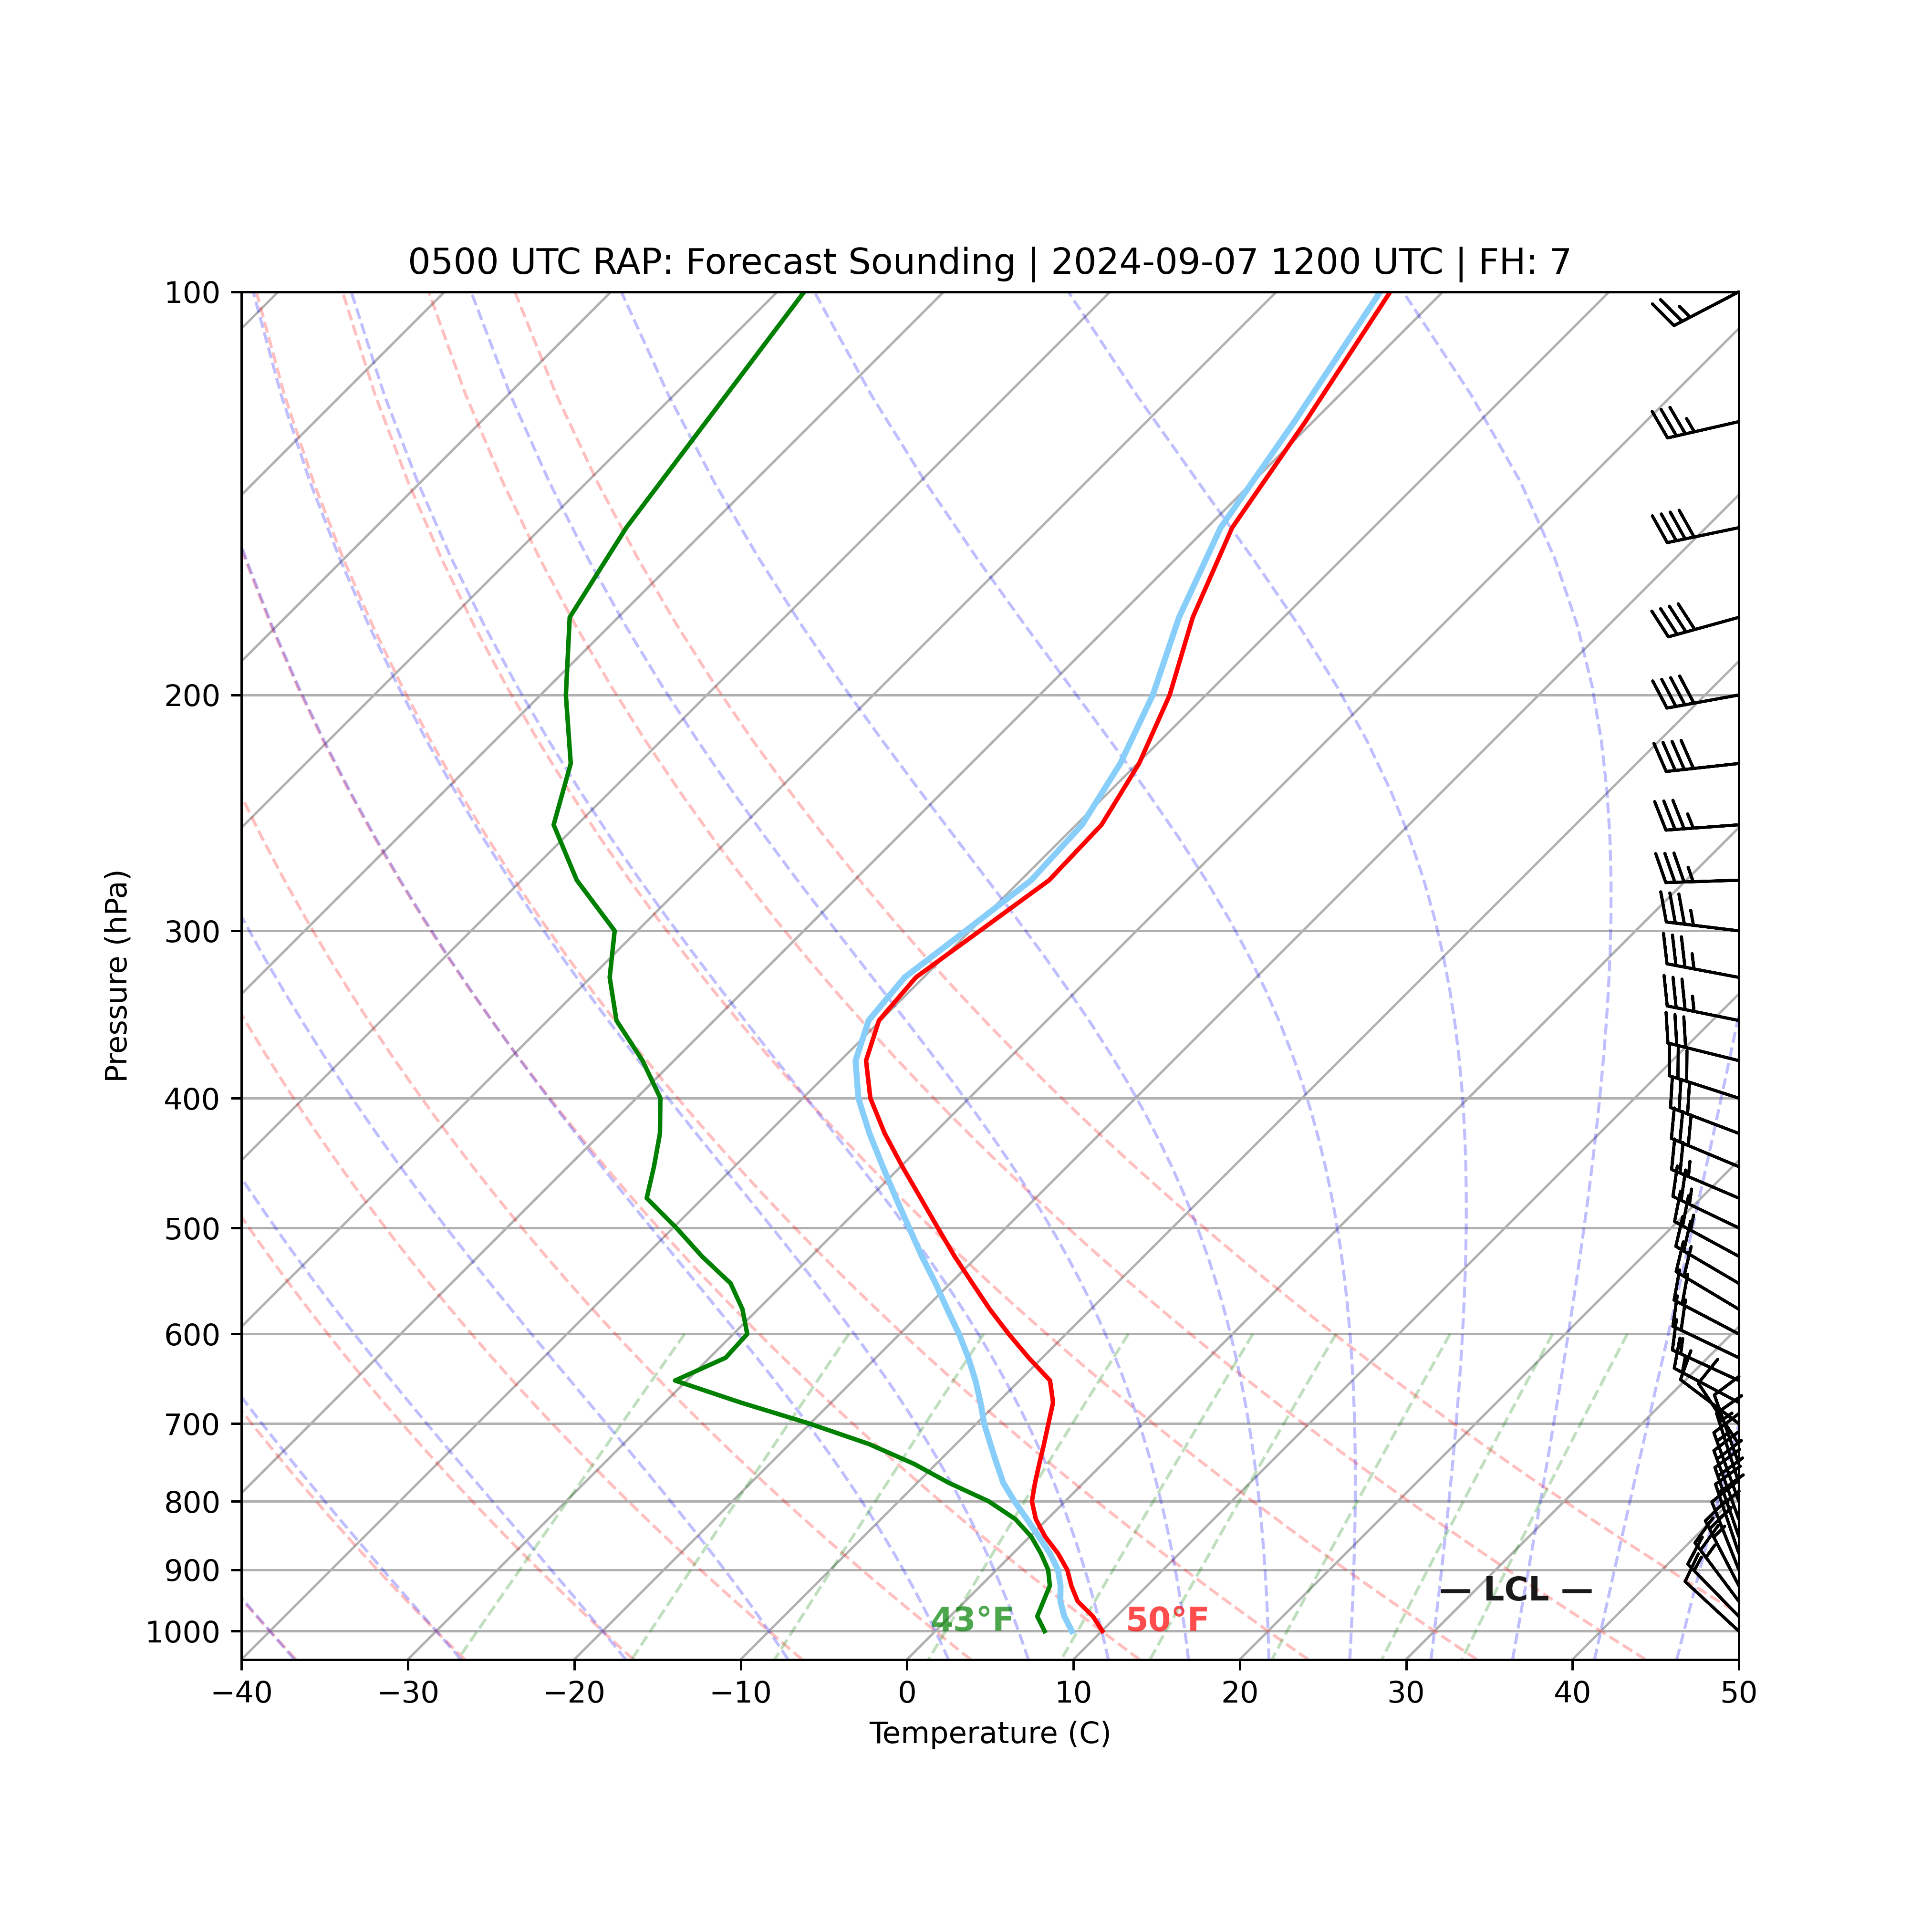 0500 UTC RAP: Forecast Sounding | 2024-09-07 1200 UTC | FH: 7
100
200
300
400
500
600
700
800
900
1000
Pressure (hPa)
— LCL —
43°F
50°F
−40 −30 −20 −10 0 10 20 30 40 50
Temperature (C)